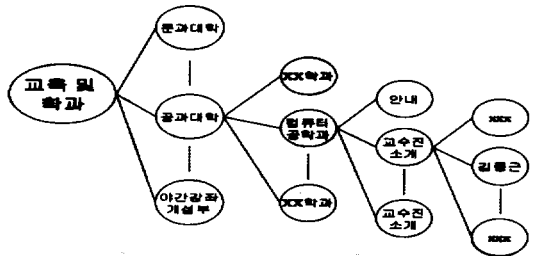 문과대학
교육 및
학과
공과대학
야간강좌
개설부
XX학과
컴퓨터
공학과
XX학과
안내
교수진
소개
교수진
소개
xxx
김동근
xxx